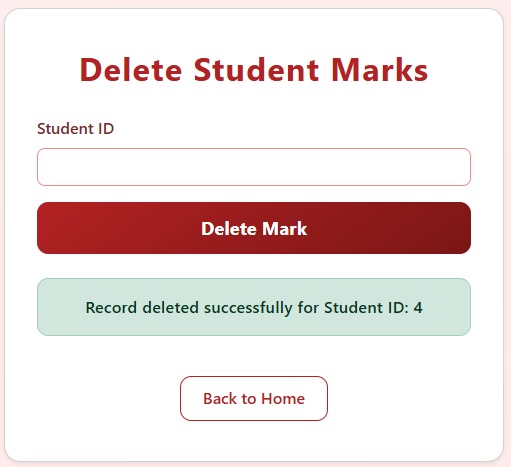 Delete Student Marks
Student ID
Delete Mark
Record deleted successfully for Student ID: 4
Back to Home